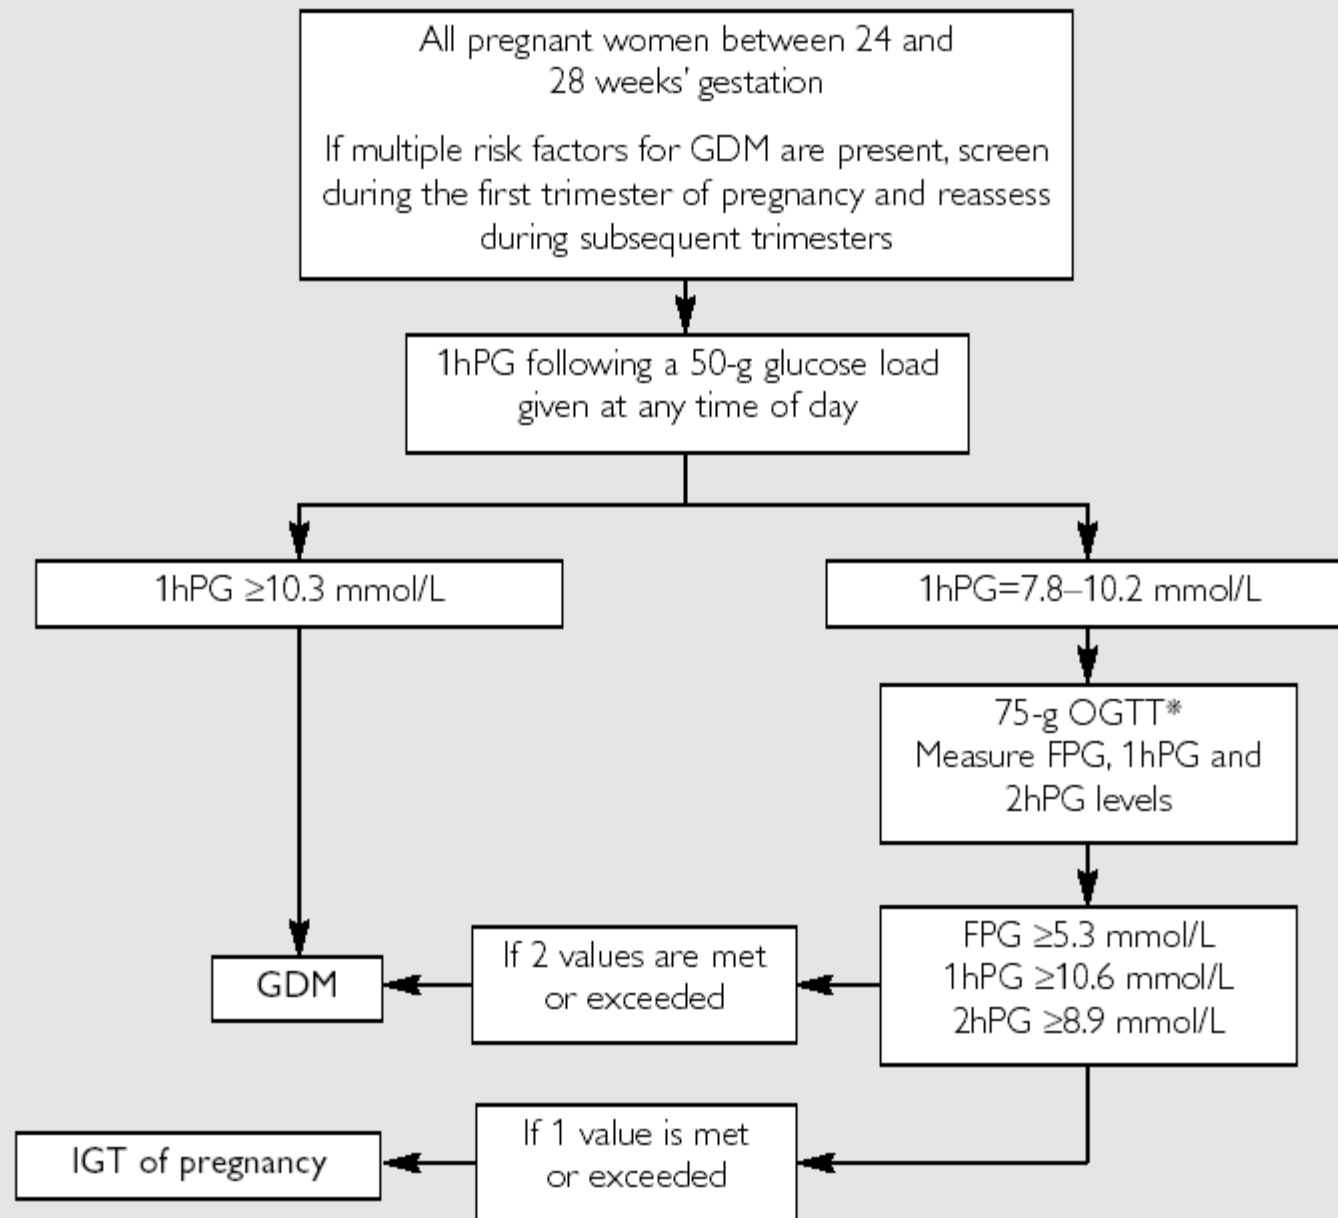 All pregnant women between 24 and
28 weeks’ gestation
If multiple risk factors for GDM are present, screen
during the first trimester of pregnancy and reassess
during subsequent trimesters
1hPG following a 50-g glucose load
given at any time of day
1hPG ≥10.3 mmol/L
1hPG=7.8–10.2 mmol/L
75-g OGTT*
Measure FPG, 1hPG and
2hPG levels
FPG ≥5.3 mmol/L
1hPG ≥10.6 mmol/L
2hPG ≥8.9 mmol/L
If 2 values are met
or exceeded
GDM
If 1 value is met
or exceeded
IGT of pregnancy